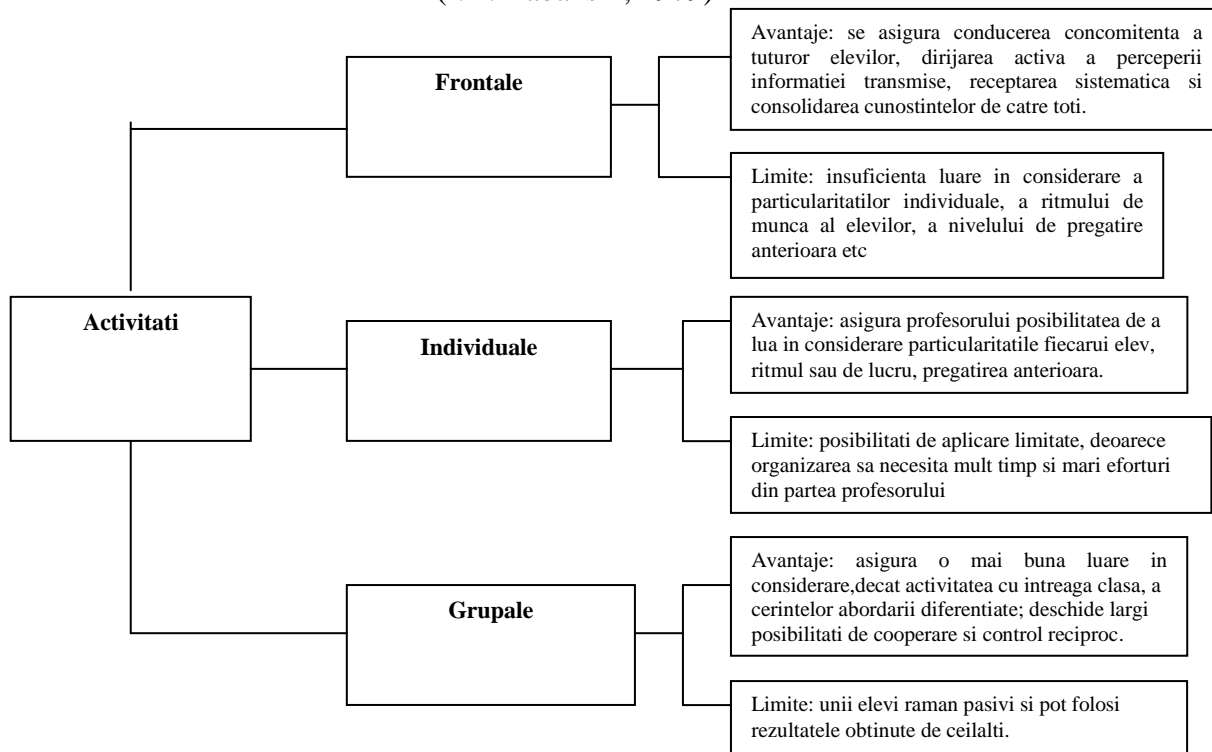 Avantaje: se asigura conducerea concomitenta a
tuturor elevilor, dirijarea activa a perceperii
informatiei transmise, receptarea sistematica si
consolidarea cunostintelor de catre toti.
Frontale
Limite: insuficienta luare in considerare a
particularitatilor individuale, a ritmului de
munca al elevilor, a nivelului de pregatire
anterioara etc
Activitati
Individuale
Avantaje: asigura profesorului posibilitatea de a
lua in considerare particularitatile fiecarui elev,
ritmul sau de lucru, pregatirea anterioara.
Limite: posibilitati de aplicare limitate, deoarece
organizarea sa necesita mult timp si mari eforturi
din partea profesorului
Grupale
Avantaje: asigura o mai buna luare in
considerare,decat activitatea cu intreaga clasa, a
cerintelor abordarii diferentiate; deschide largi
posibilitati de cooperare si control reciproc.
Limite: unii elevi raman pasivi si pot folosi
rezultatele obtinute de ceilalti.